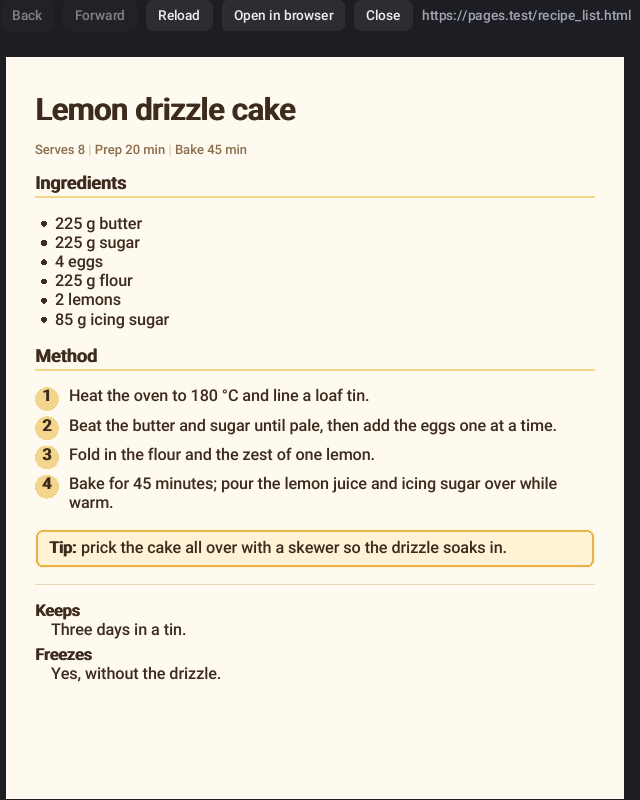 Back Forward Reload Open in browser Close https://pages.test/recipe_list.html
Lemon drizzle cake
Serves 8 | Prep 20 min | Bake 45 min
Ingredients
225 g butter
225 g sugar
4 eggs
225 g flour
2 lemons
85 g icing sugar
Method
1 Heat the oven to 180 °C and line a loaf tin.
2 Beat the butter and sugar until pale, then add the eggs one at a time.
3 Fold in the flour and the zest of one lemon.
4 Bake for 45 minutes; pour the lemon juice and icing sugar over while
warm.
Tip: prick the cake all over with a skewer so the drizzle soaks in.
Keeps
Three days in a tin.
Freezes
Yes, without the drizzle.